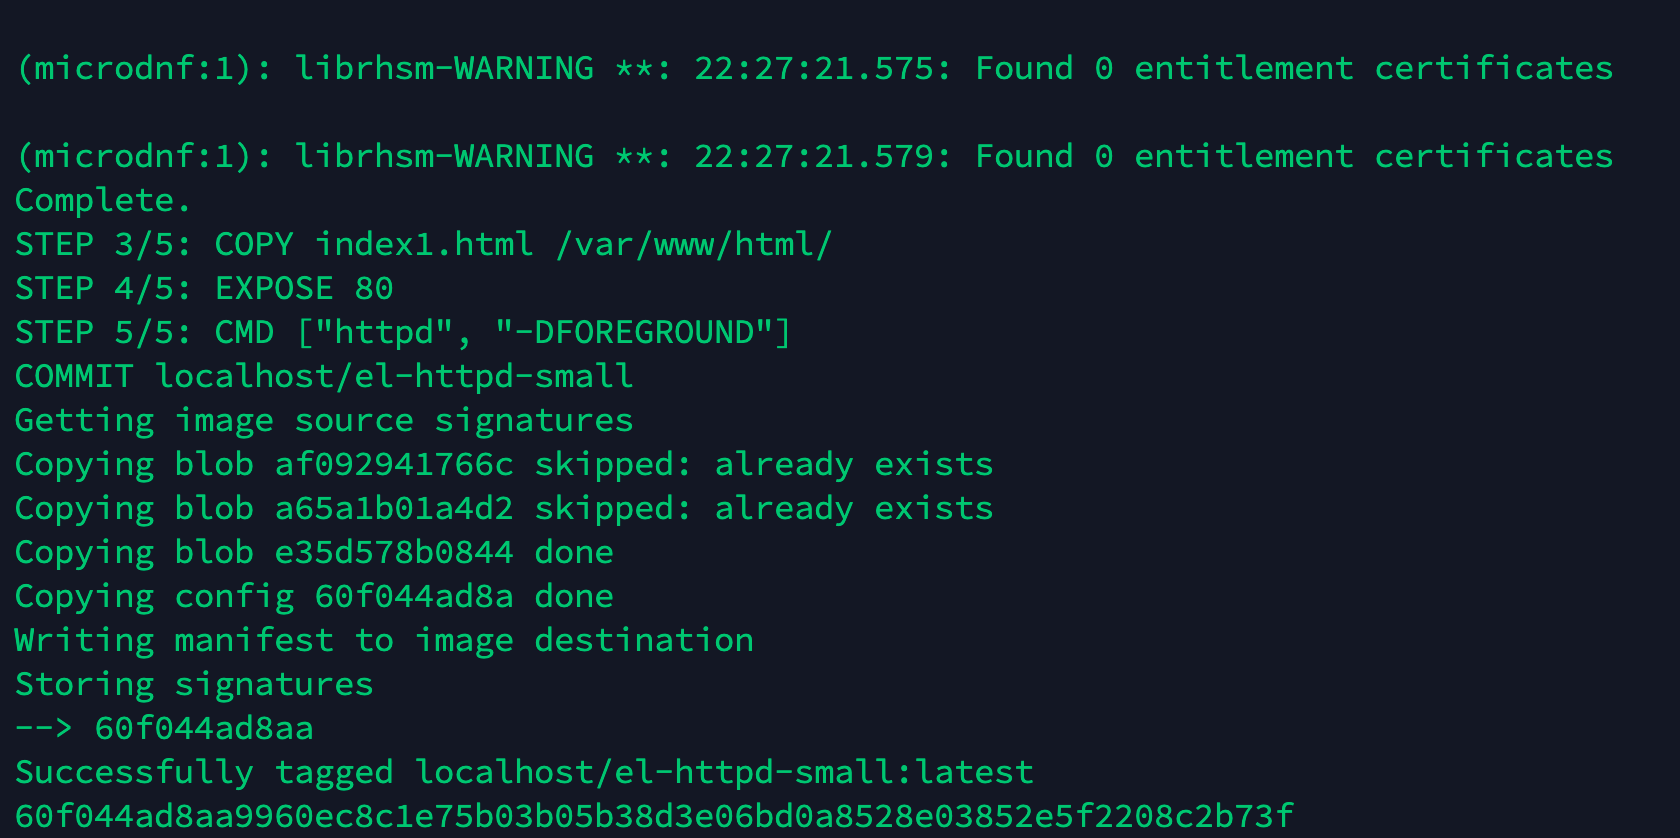 (microdnf:1): librhsm-WARNING **: 22:27:21.575: Found 0 entitlement certificates
(microdnf:1): librhsm-WARNING **: 22:27:21.579: Found 0 entitlement certificates
Complete.
STEP 3/5: COPY index1.html /var/www/html/
STEP 4/5: EXPOSE 80
STEP 5/5: CMD ["httpd", "-DFOREGROUND"]
COMMIT localhost/el-httpd-small
Getting image source signatures
Copying blob af092941766c skipped: already exists
Copying blob a65a1b01a4d2 skipped: already exists
Copying blob e35d578b0844 done
Copying config 60f044ad8a done
Writing manifest to image destination
Storing signatures
--> 60f044ad8aa
Successfully tagged localhost/el-httpd-small:latest
60f044ad8aa9960ec8c1e75b03b05b38d3e06bd0a8528e03852e5f2208c2b73f